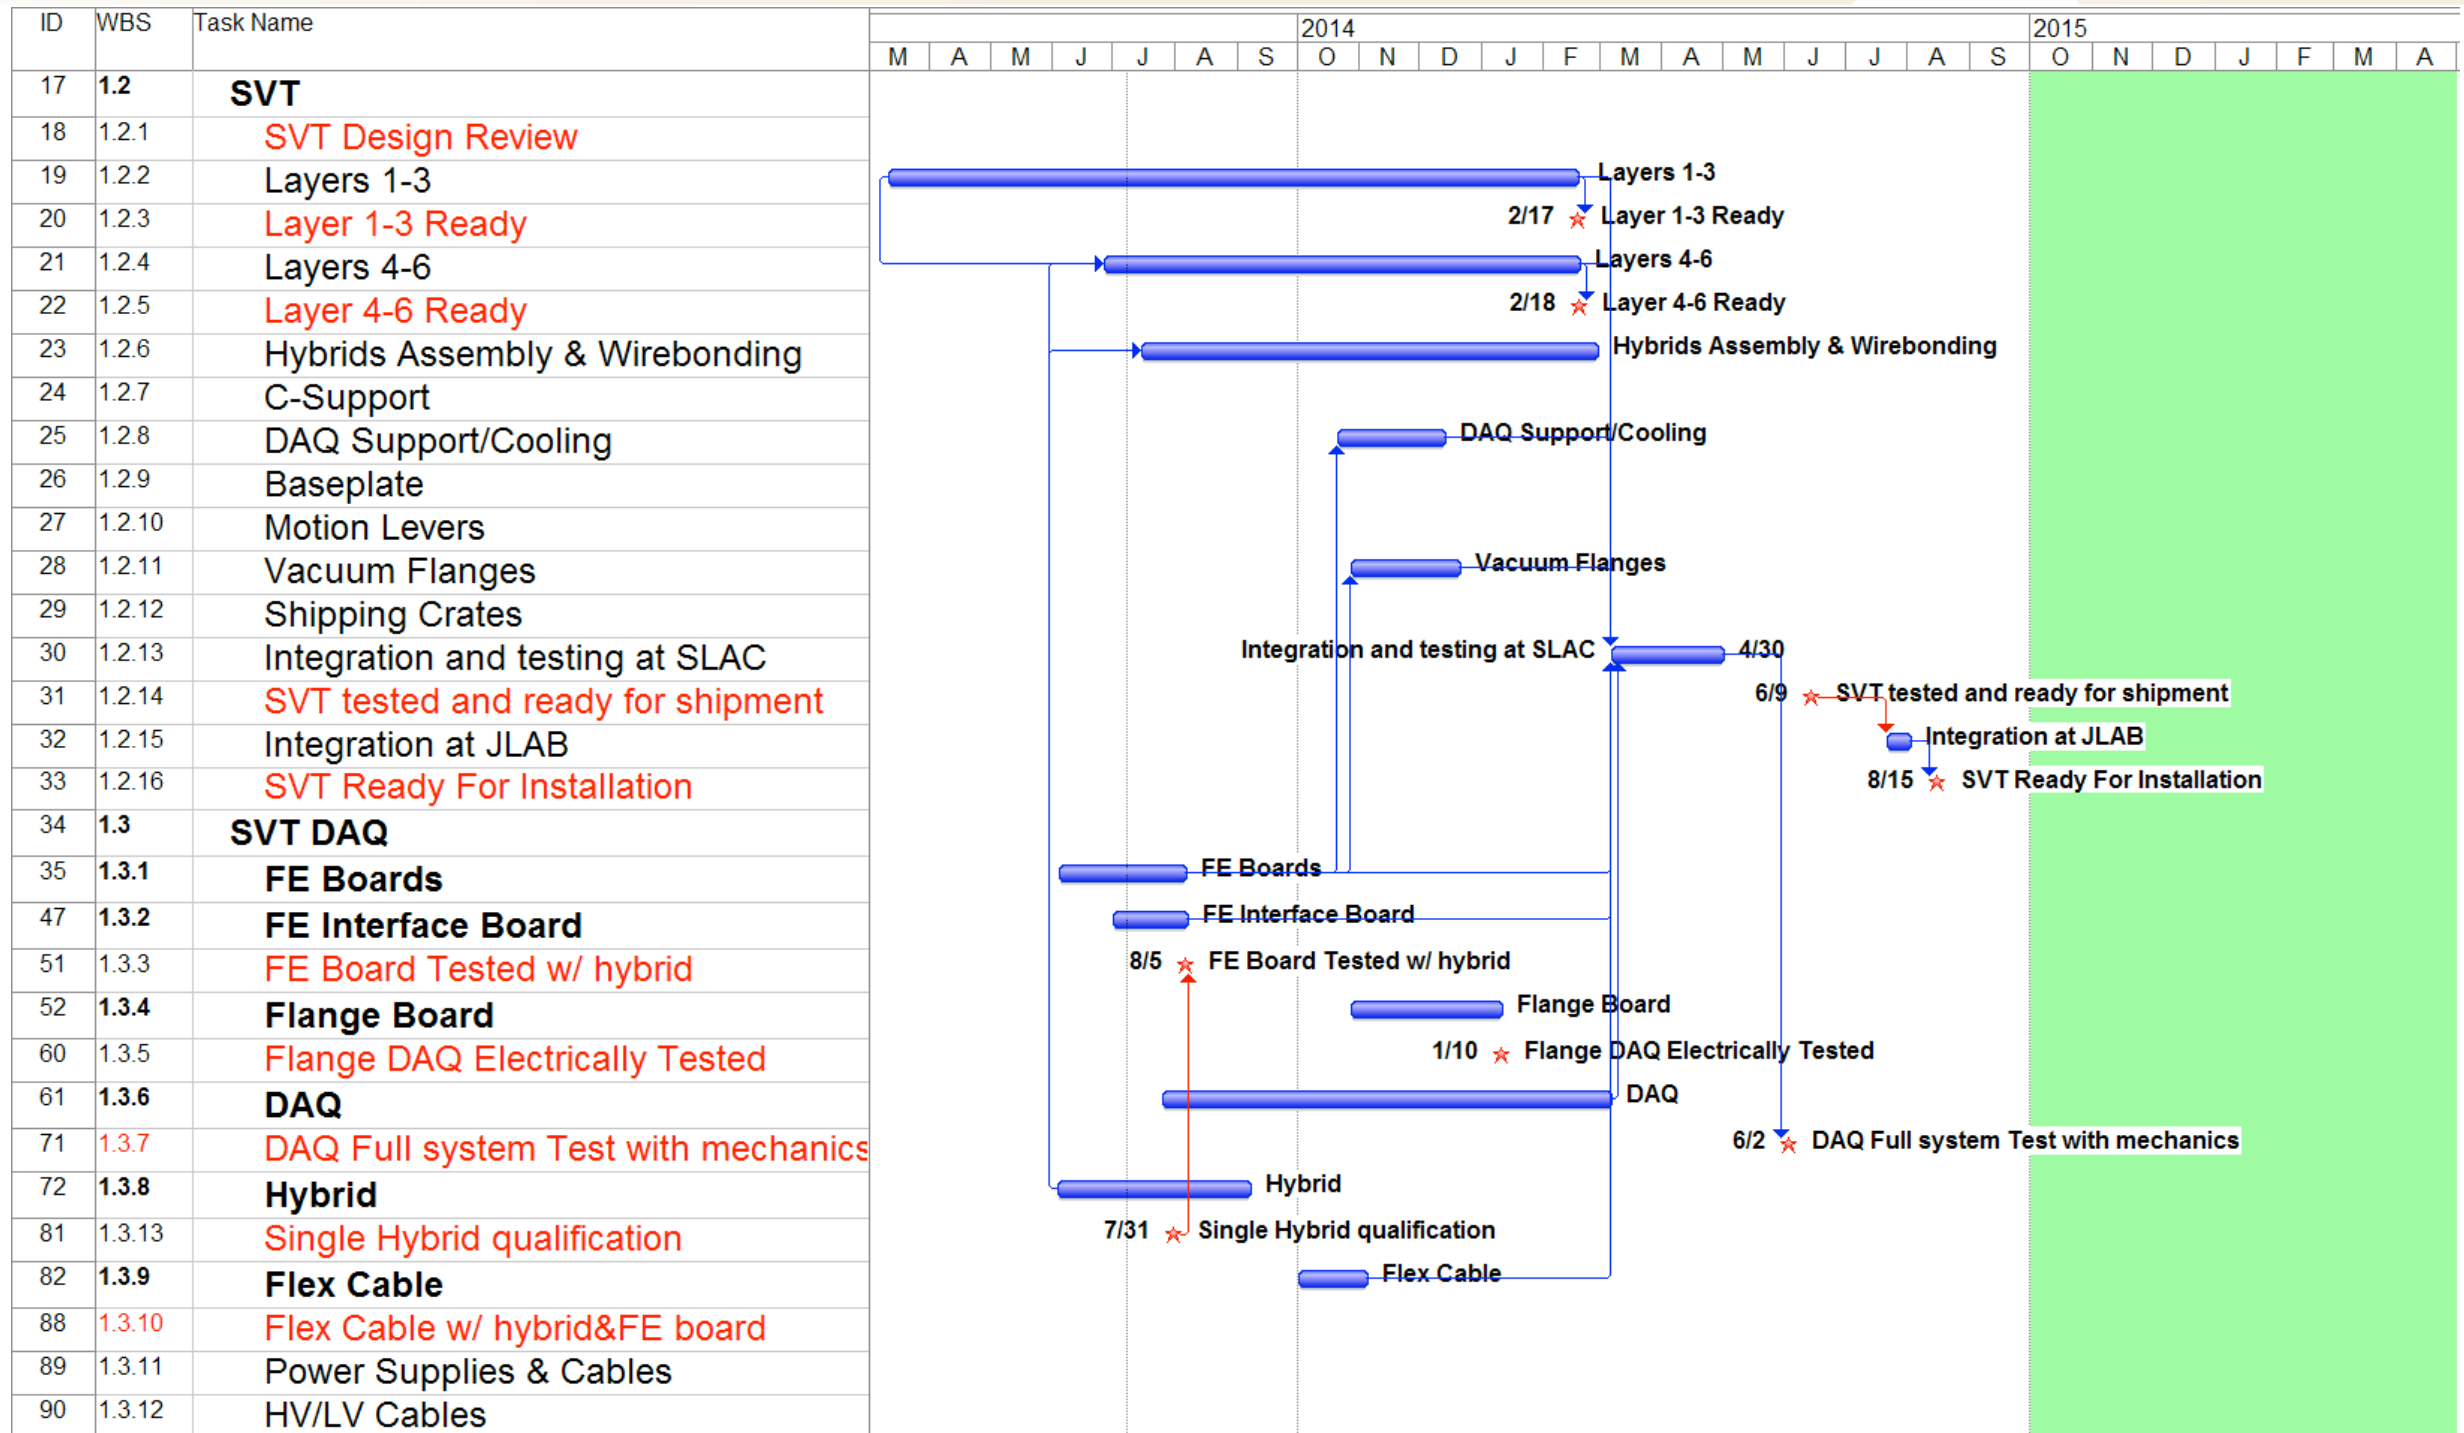 ID WBS Task Name 2014 2015
M A M J J A S O N D J F M A M J J A S O N D J F M A
17 1.2 SVT
18 1.2.1 SVT Design Review
19 1.2.2 Layers 1-3 Layers 1-3
20 1.2.3 Layer 1-3 Ready 2/17 Layer 1-3 Ready
21 1.2.4 Layers 4-6 Layers 4-6
22 1.2.5 Layer 4-6 Ready 2/18 Layer 4-6 Ready
23 1.2.6 Hybrids Assembly & Wirebonding Hybrids Assembly & Wirebonding
24 1.2.7 C-Support
25 1.2.8 DAQ Support/Cooling DAQ Support/Cooling
26 1.2.9 Baseplate
27 1.2.10 Motion Levers
28 1.2.11 Vacuum Flanges Vacuum Flanges
29 1.2.12 Shipping Crates
30 1.2.13 Integration and testing at SLAC Integration and testing at SLAC 4/30
31 1.2.14 SVT tested and ready for shipment 6/9 SVT tested and ready for shipment
32 1.2.15 Integration at JLAB Integration at JLAB
33 1.2.16 SVT Ready For Installation 8/15 SVT Ready For Installation
34 1.3 SVT DAQ
35 1.3.1 FE Boards FE Boards
47 1.3.2 FE Interface Board FE Interface Board
51 1.3.3 FE Board Tested w/ hybrid 8/5 FE Board Tested w/ hybrid
52 1.3.4 Flange Board Flange Board
60 1.3.5 Flange DAQ Electrically Tested 1/10 Flange DAQ Electrically Tested
61 1.3.6 DAQ DAQ
71 1.3.7 DAQ Full system Test with mechanics 6/2 DAQ Full system Test with mechanics
72 1.3.8 Hybrid Hybrid
81 1.3.13 Single Hybrid qualification 7/31 Single Hybrid qualification
82 1.3.9 Flex Cable Flex Cable
88 1.3.10 Flex Cable w/ hybrid&FE board
89 1.3.11 Power Supplies & Cables
90 1.3.12 HV/LV Cables